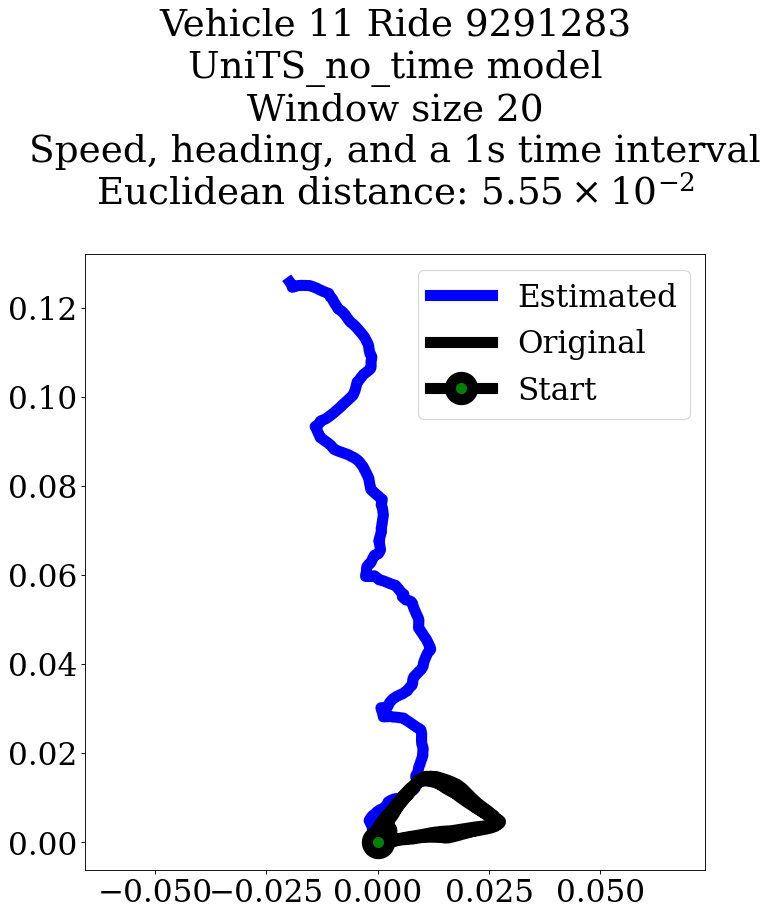 Vehicle 11 Ride 9291283
UniTS_no_time model
Window size 20
Speed, heading, and a 1s time interval
Euclidean distance: 5.55 × 10⁻²
Estimated
Original
Start
0.12
0.10
0.08
0.06
0.04
0.02
0.00
−0.050 −0.025 0.000 0.025 0.050